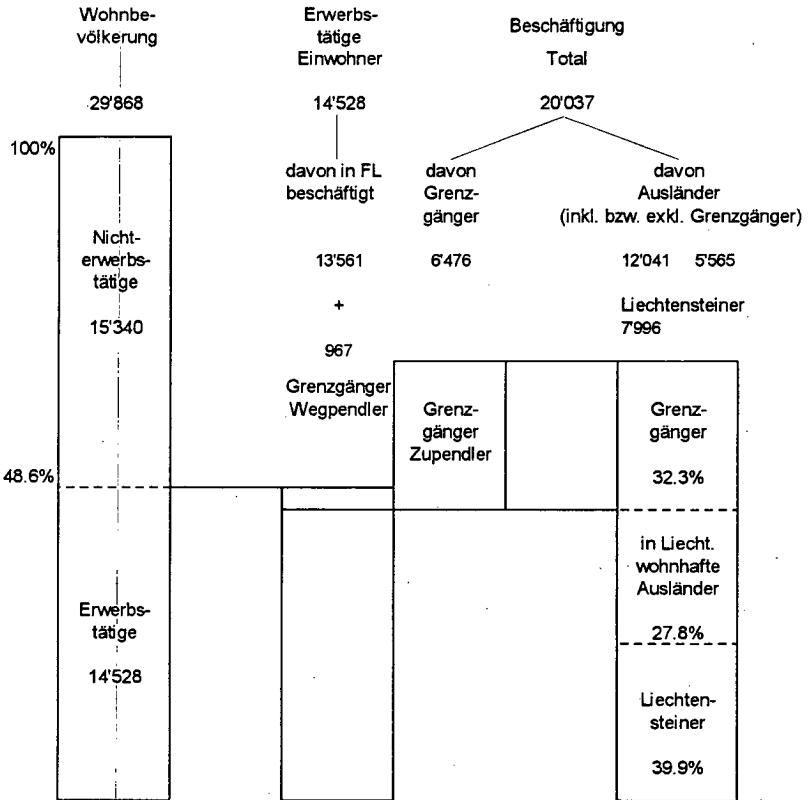 Wohnbe-
völkerung
29'868
Erwerbs-
tätige
Einwohner
14'528
Beschäftigung
Total
20'037
100%
davon in FL
beschäftigt
davon
Grenz-
gänger
davon
Ausländer
(inkl. bzw. exkl. Grenzgänger)
Nicht-
erwerbs-
tätige
15'340
13'561
6'476
12'041 5'565
+
Liechtensteiner
7'996
967
Grenzgänger
Wegpendler
Grenz-
gänger
Zupendler
Grenz-
gänger
32.3%
48.6%
in Liecht.
wohnhafte
Ausländer
27.8%
Erwerbs-
tätige
14'528
Liechten-
steiner
39.9%